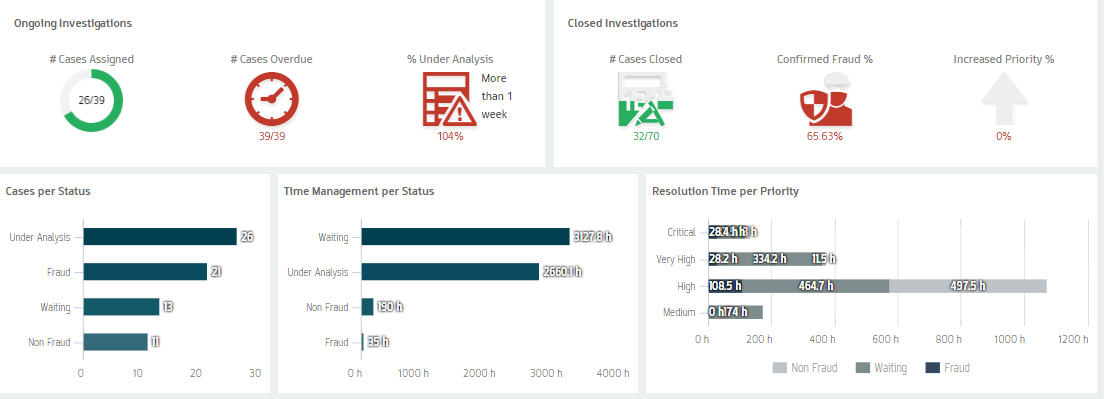 Ongoing Investigations
# Cases Assigned
26/39
# Cases Overdue
39/39
% Under Analysis
More
than 1
week
104%
Closed Investigations
# Cases Closed
32/70
Confirmed Fraud %
65.63%
Increased Priority %
0%
Cases per Status
Under Analysis 26
Fraud 21
Waiting 13
Non Fraud 11
0 10 20 30
Time Management per Status
Waiting 3127.8 h
Under Analysis 2660.1 h
Non Fraud 190 h
Fraud 35 h
0 h 1000 h 2000 h 3000 h 4000 h
Resolution Time per Priority
Critical 28.4 h
Very High 28.2 h 334.2 h 11.5 h
High 108.5 h 464.7 h 497.5 h
Medium 0 h 174 h
0 h 200 h 400 h 600 h 800 h 1000 h 1200 h
Non Fraud Waiting Fraud